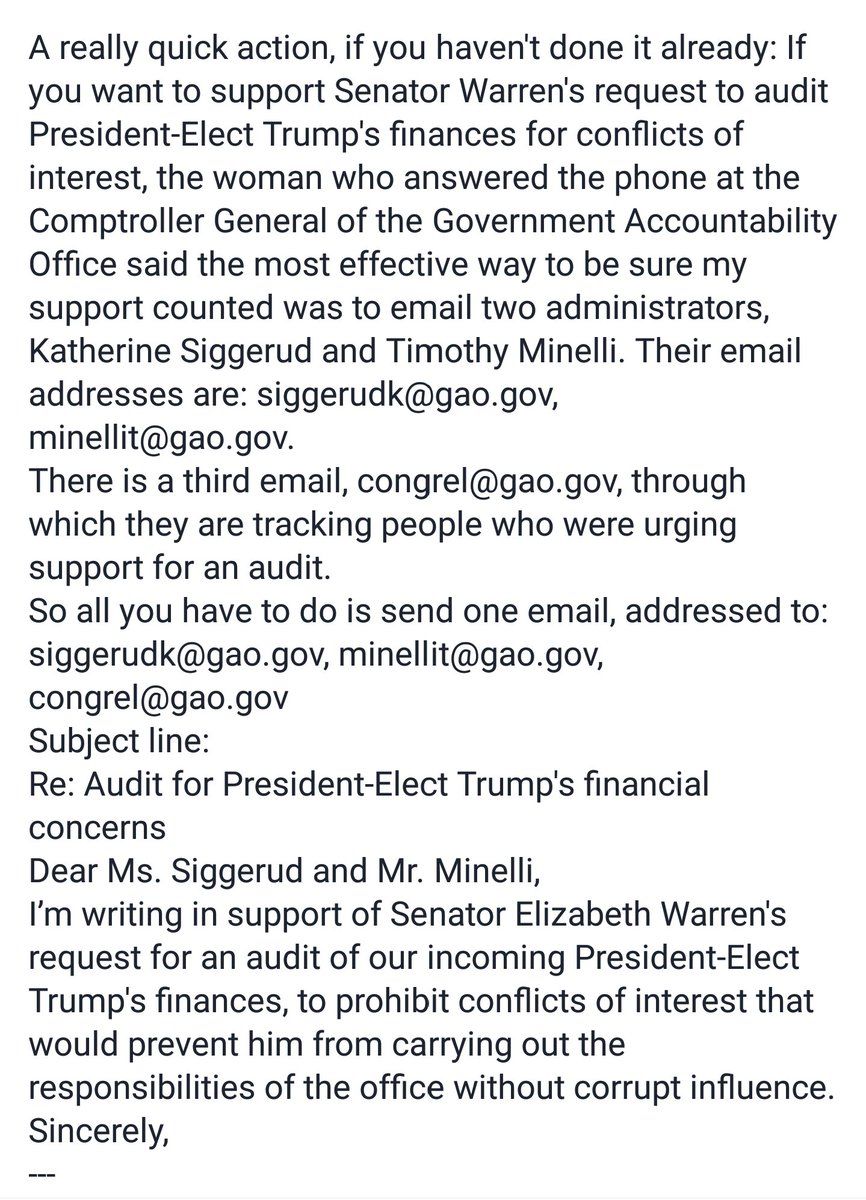 A really quick action, if you haven't done it already: If
you want to support Senator Warren's request to audit
President-Elect Trump's finances for conflicts of
interest, the woman who answered the phone at the
Comptroller General of the Government Accountability
Office said the most effective way to be sure my
support counted was to email two administrators,
Katherine Siggerud and Timothy Minelli. Their email
addresses are: siggerudk@gao.gov,
minellit@gao.gov.
There is a third email, congrel@gao.gov, through
which they are tracking people who were urging
support for an audit.
So all you have to do is send one email, addressed to:
siggerudk@gao.gov, minellit@gao.gov,
congrel@gao.gov
Subject line:
Re: Audit for President-Elect Trump's financial
concerns
Dear Ms. Siggerud and Mr. Minelli,
I’m writing in support of Senator Elizabeth Warren's
request for an audit of our incoming President-Elect
Trump's finances, to prohibit conflicts of interest that
would prevent him from carrying out the
responsibilities of the office without corrupt influence.
Sincerely,
---